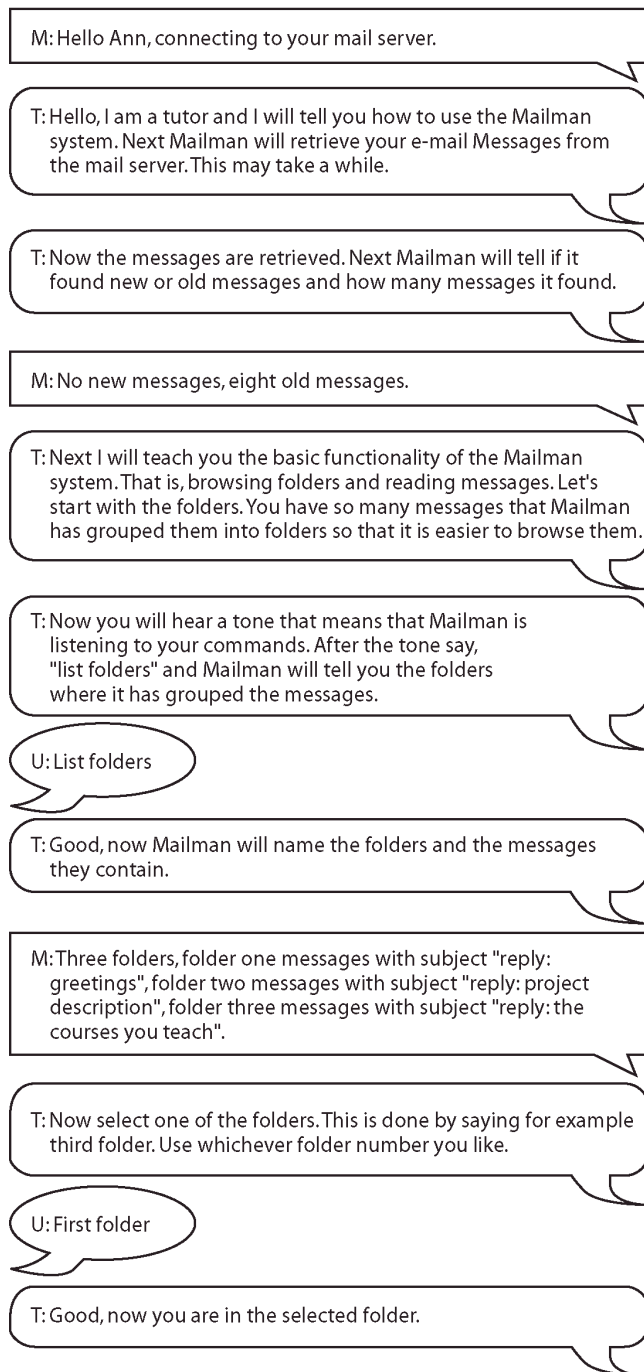 M: Hello Ann, connecting to your mail server.
T: Hello, I am a tutor and I will tell you how to use the Mailman
system. Next Mailman will retrieve your e-mail Messages from
the mail server. This may take a while.
T: Now the messages are retrieved. Next Mailman will tell if it
found new or old messages and how many messages it found.
M: No new messages, eight old messages.
T: Next I will teach you the basic functionality of the Mailman
system. That is, browsing folders and reading messages. Let's
start with the folders. You have so many messages that Mailman
has grouped them into folders so that it is easier to browse them.
T: Now you will hear a tone that means that Mailman is
listening to your commands. After the tone say,
"list folders" and Mailman will tell you the folders
where it has grouped the messages.
U: List folders
T: Good, now Mailman will name the folders and the messages
they contain.
M: Three folders, folder one messages with subject "reply:
greetings", folder two messages with subject "reply: project
description", folder three messages with subject "reply: the
courses you teach".
T: Now select one of the folders. This is done by saying for example
third folder. Use whichever folder number you like.
U: First folder
T: Good, now you are in the selected folder.